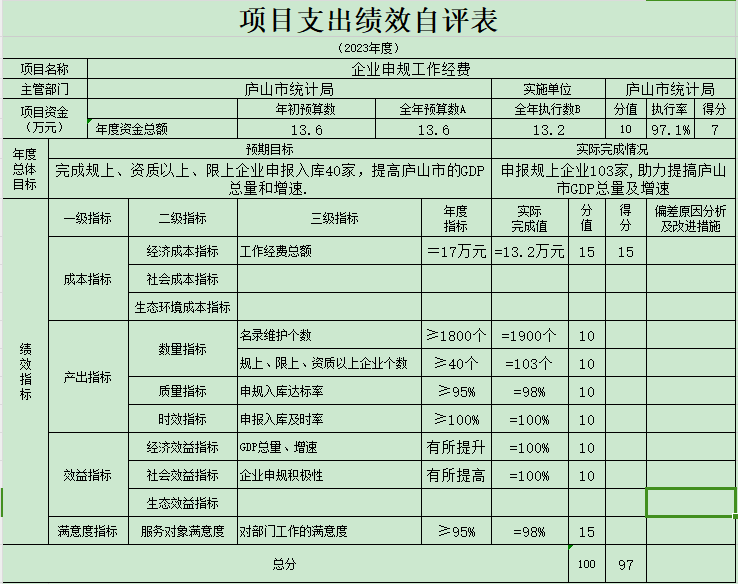 项目支出绩效自评表
（2023年度）
项目名称 企业申规工作经费
主管部门 庐山市统计局 实施单位 庐山市统计局
项目资金（万元） 年初预算数 全年预算数A 全年执行数B 分值 执行率 得分
年度资金总额 13.6 13.6 13.2 10 97.1% 7
年度总体目标 预期目标 实际完成情况
完成规上、资质以上、限上企业申报入库40家，提高庐山市的GDP总量和增速. 申报规上企业103家,助力提搞庐山市GDP总量及增速
绩效指标 一级指标 二级指标 三级指标 年度指标 实际完成值 分值 得分 偏差原因分析及改进措施
成本指标 经济成本指标 工作经费总额 ＝17万元 =13.2万元 15 15
社会成本指标
生态环境成本指标
产出指标 数量指标 名录维护个数 ≥1800个 =1900个 10
规上、限上、资质以上企业个数 ≥40个 =103个 10
质量指标 申规入库达标率 ≥95% =98% 10
时效指标 申报入库及时率 ≥100% =100% 10
效益指标 经济效益指标 GDP总量、增速 有所提升 =100% 10
社会效益指标 企业申规积极性 有所提高 =100% 10
生态效益指标
满意度指标 服务对象满意度 对部门工作的满意度 ≥95% =98% 15
总分 100 97